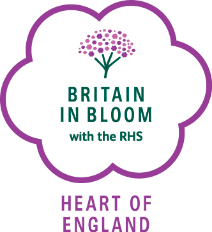 BRITAIN
IN BLOOM
with the RHS
HEART OF
ENGLAND